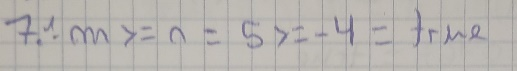 7.) m >= n = 5 >= -4 = true